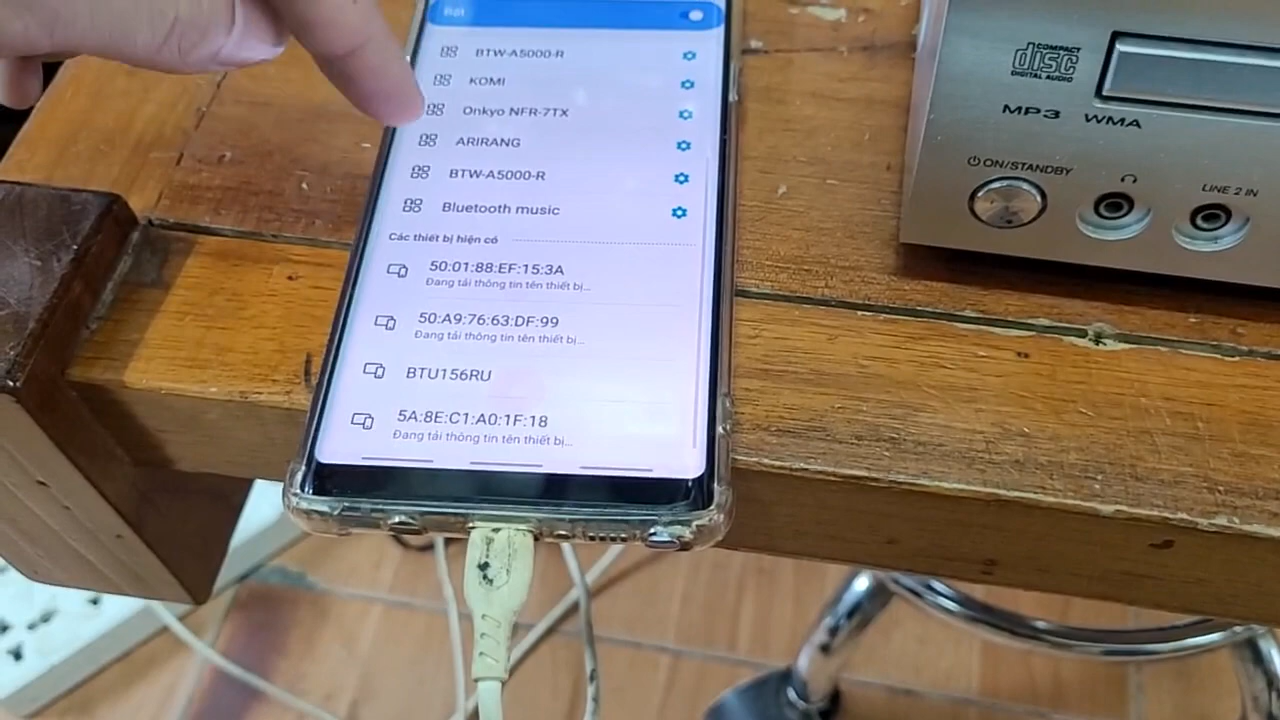 Bật
BTW-A5000-R
KOMI
Onkyo NFR-7TX
ARIRANG
BTW-A5000-R
Bluetooth music
Các thiết bị hiện có
50:01:88:EF:15:3A
Đang tải thông tin tên thiết bị...
50:A9:76:63:DF:99
Đang tải thông tin tên thiết bị...
BTU156RU
5A:8E:C1:A0:1F:18
Đang tải thông tin tên thiết bị...
COMPACT
disc
DIGITAL AUDIO
MP3 WMA
ON/STANDBY
LINE 2 IN